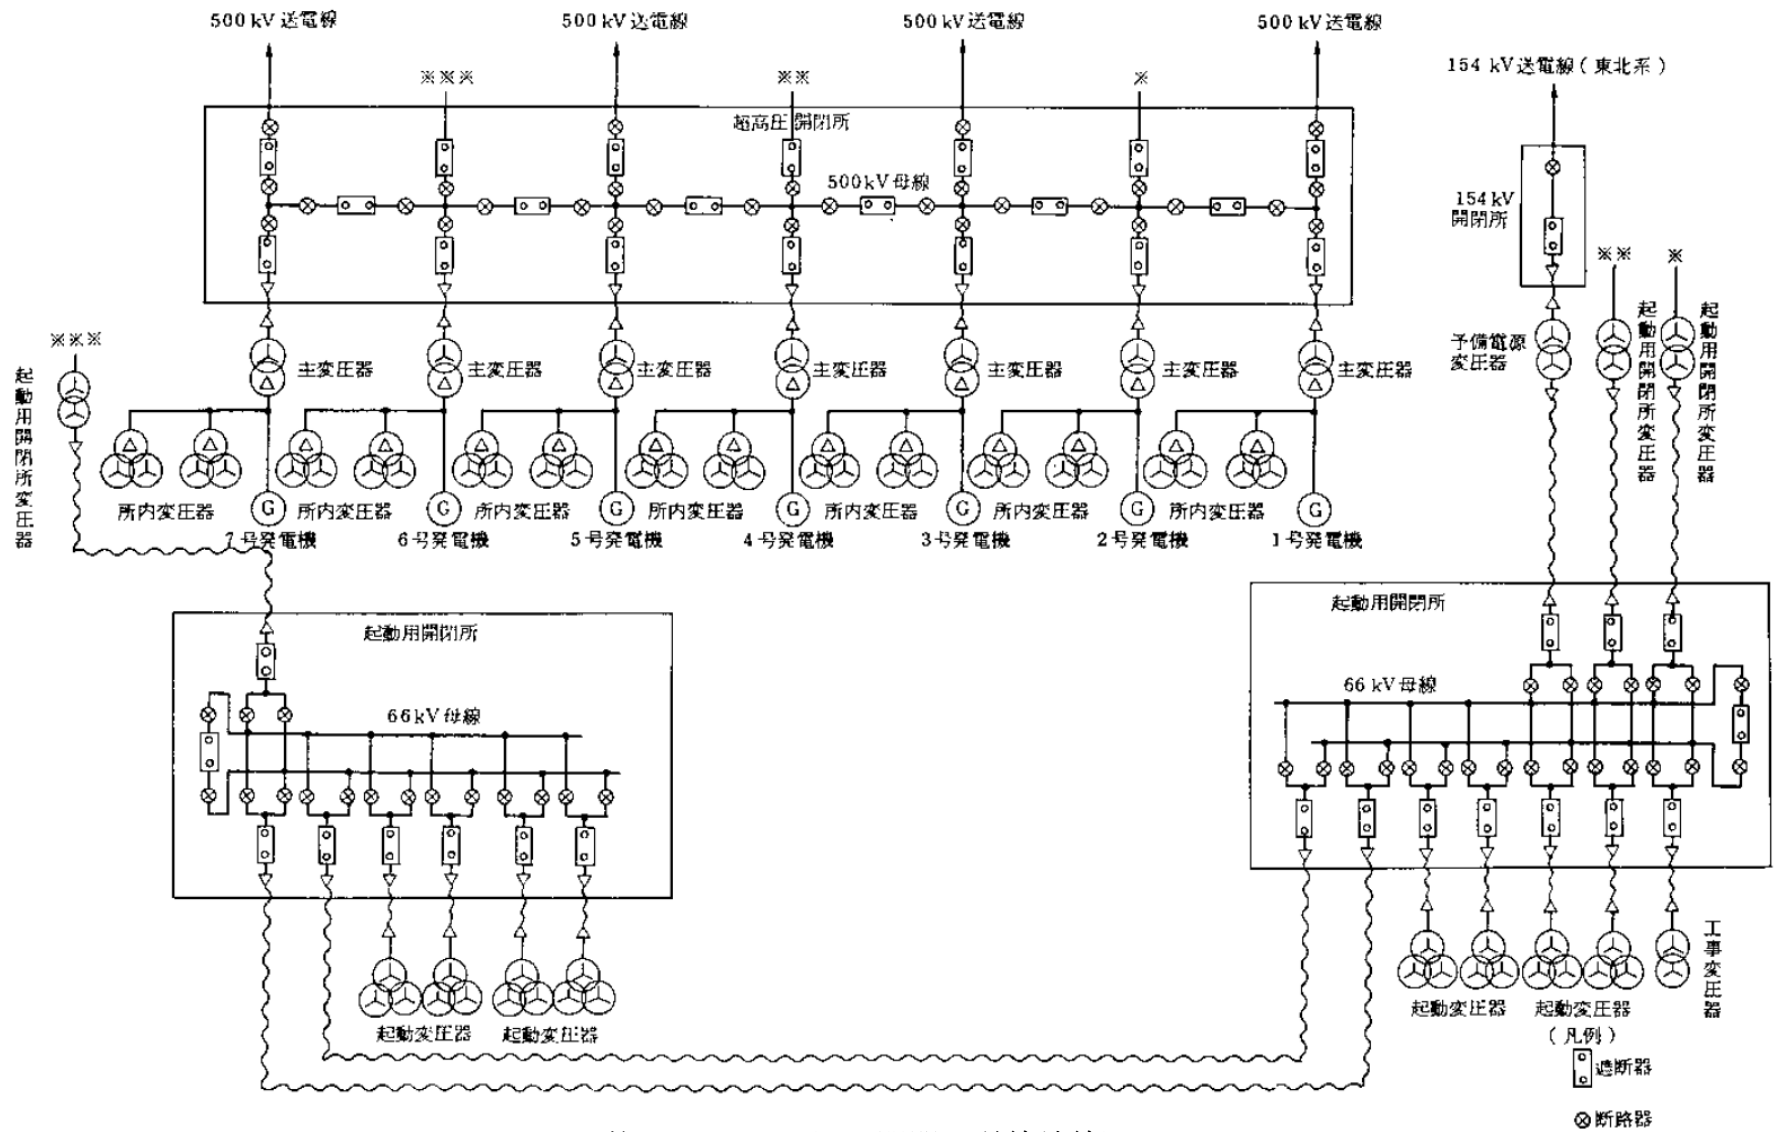 500 kV 送電線
500 kV 送電線
500 kV 送電線
500 kV 送電線
154 kV 送電線 ( 東北系 )
※※※
※※
※
超高圧開閉所
500kV 母線
154 kV
開閉所
※※
※
※※※
起動用開閉所変圧器
主変圧器
主変圧器
主変圧器
主変圧器
主変圧器
主変圧器
主変圧器
予備電源
変圧器
起動用開閉所変圧器
起動用開閉所変圧器
所内変圧器
所内変圧器
所内変圧器
所内変圧器
所内変圧器
所内変圧器
所内変圧器
G
G
G
G
G
G
G
7号発電機
6号発電機
5号発電機
4号発電機
3号発電機
2号発電機
1号発電機
起動用開閉所
66kV 母線
起動用開閉所
66 kV 母線
起動変圧器
起動変圧器
起動変圧器
起動変圧器
工事変圧器
( 凡例 )
遮断器
断路器